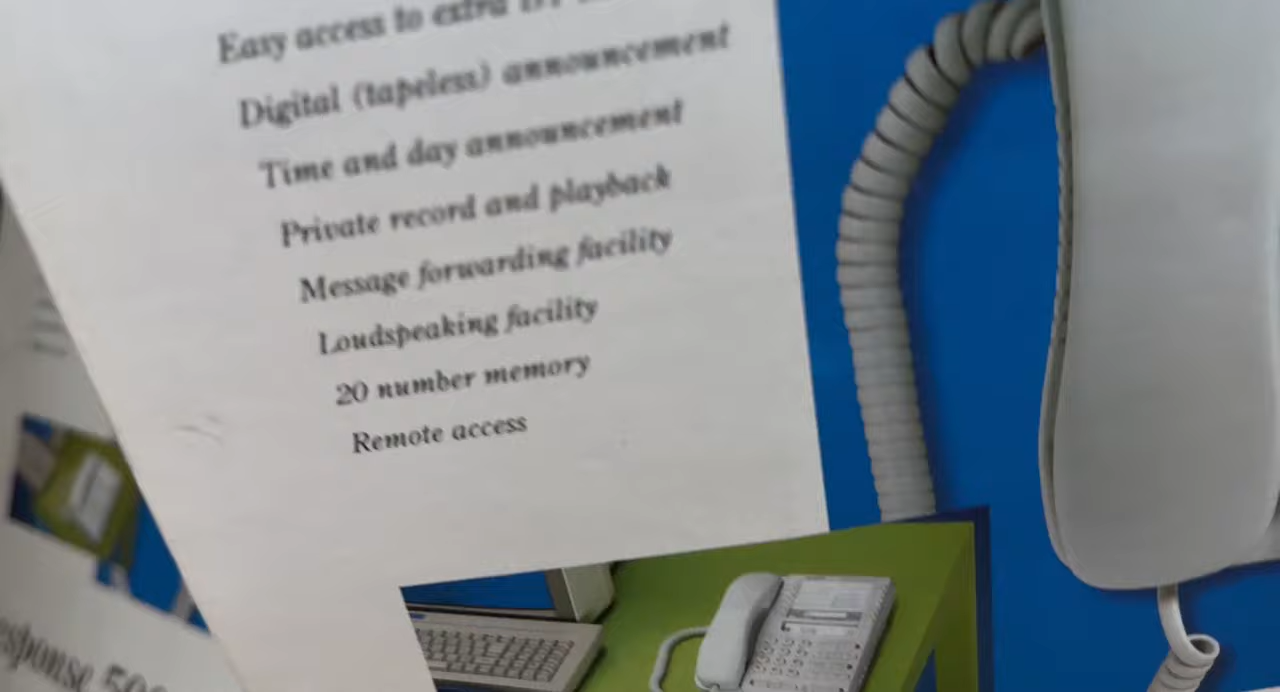 Easy access to extra
Digital (tapeless) announcement
Time and day announcement
Private record and playback
Message forwarding facility
Loudspeaking facility
20 number memory
Remote access